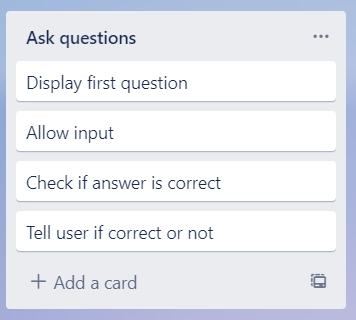 Ask questions
Display first question
Allow input
Check if answer is correct
Tell user if correct or not
Add a card